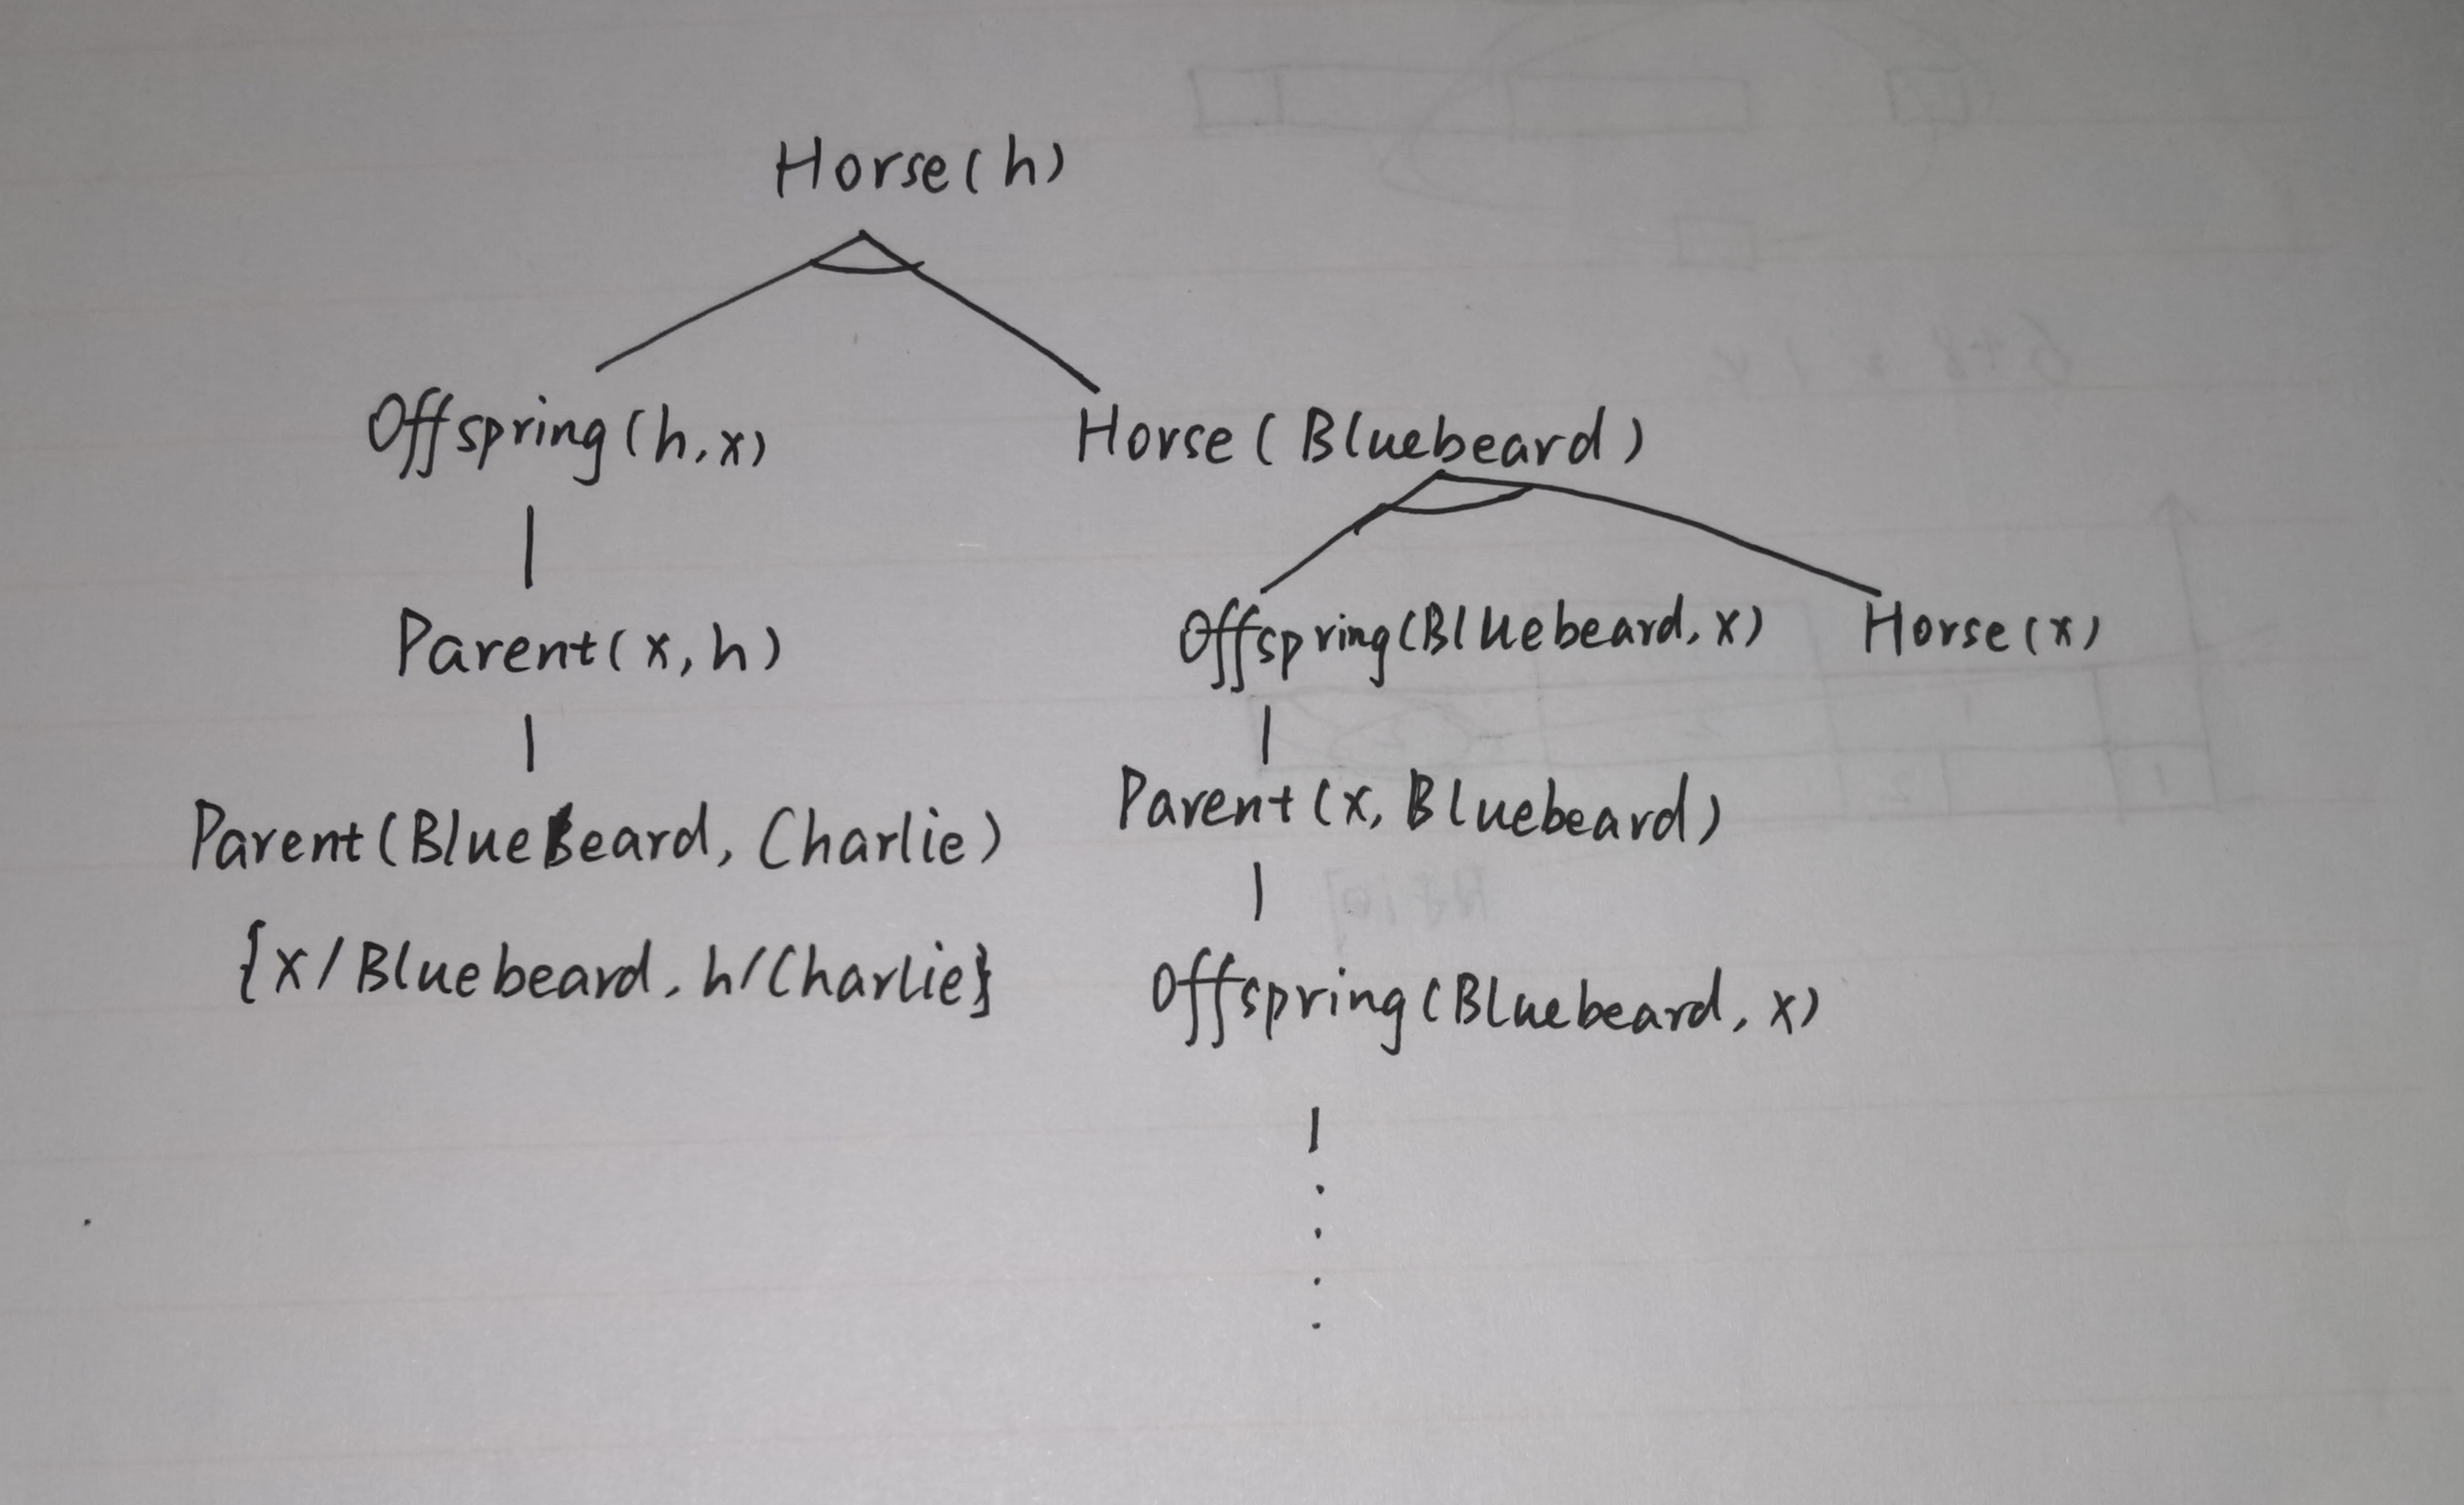 Horse(h)
Offspring(h,x)
Horse(Bluebeard)
Parent(x,h)
Offspring(Bluebeard,x)
Horse(x)
Parent(BlueBeard, Charlie)
Parent(x, Bluebeard)
{x/Bluebeard, h/Charlie}
Offspring(Bluebeard, x)